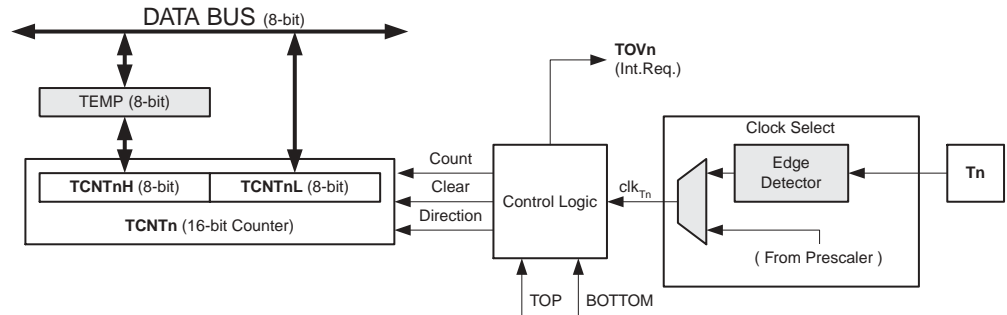 DATA BUS (8-bit)
TOVn
(Int.Req.)
TEMP (8-bit)
Clock Select
Count
Edge
Detector
Tn
TCNTnH (8-bit) TCNTnL (8-bit)
Clear
Control Logic
clkTn
TCNTn (16-bit Counter)
Direction
( From Prescaler )
TOP
BOTTOM